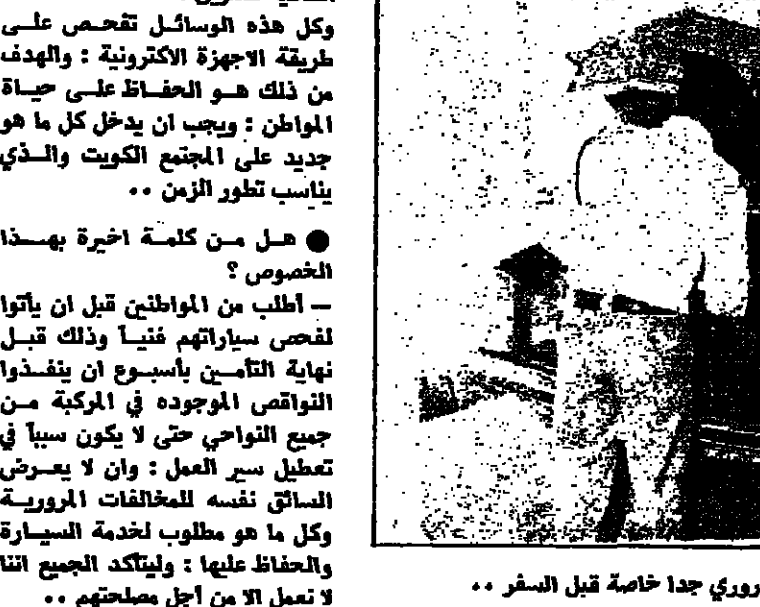 وكل هذه الوسائل تفحص على
طريقة الاجهزة الاكترونية : والهدف
من ذلك هو الحفاظ على حياة
المواطن : ويجب ان يدخل كل ما هو
جديد على المجتمع الكويت والذي
يناسب تطور الزمن ••
● هل من كلمة اخيرة بهذا
الخصوص ؟
— أطلب من المواطنين قبل ان يأتوا
لفحص سياراتهم فنياً وذلك قبل
نهاية التأمين بأسبوع ان ينفذوا
النواقص الموجوده في المركبة من
جميع النواحي حتى لا يكون سبباً في
تعطيل سير العمل : وان لا يعرض
السائق نفسه للمخالفات المرورية
وكل ما هو مطلوب لخدمة السيارة
والحفاظ عليها : وليتأكد الجميع اننا
لا نعمل الا من أجل مصلحتهم ••
روري جدا خاصة قبل السفر ••